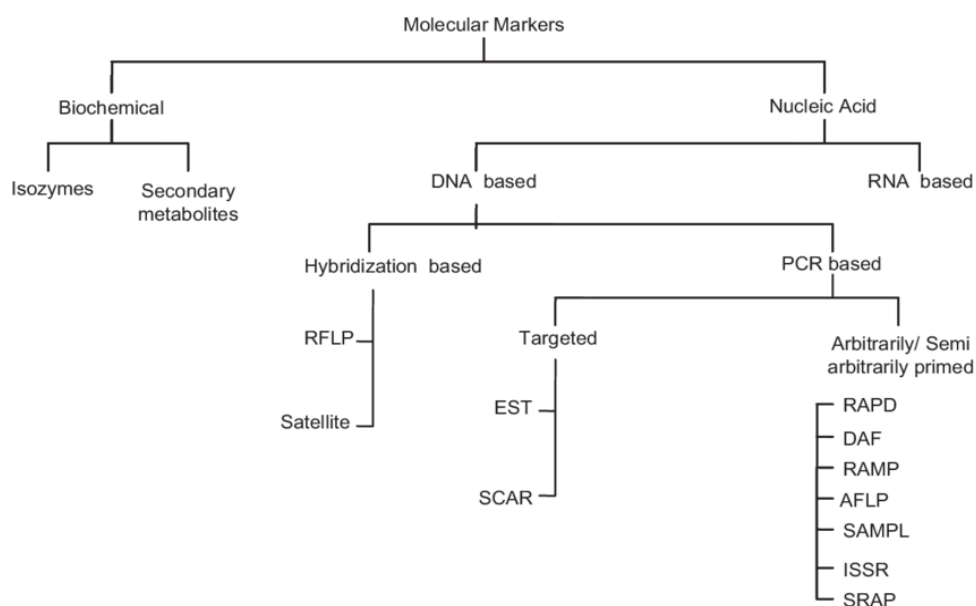 Molecular Markers
Biochemical
Nucleic Acid
Isozymes
Secondary
metabolites
DNA based
RNA based
Hybridization based
PCR based
RFLP
Satellite
Targeted
Arbitrarily/ Semi
arbitrarily primed
EST
SCAR
RAPD
DAF
RAMP
AFLP
SAMPL
ISSR
SRAP